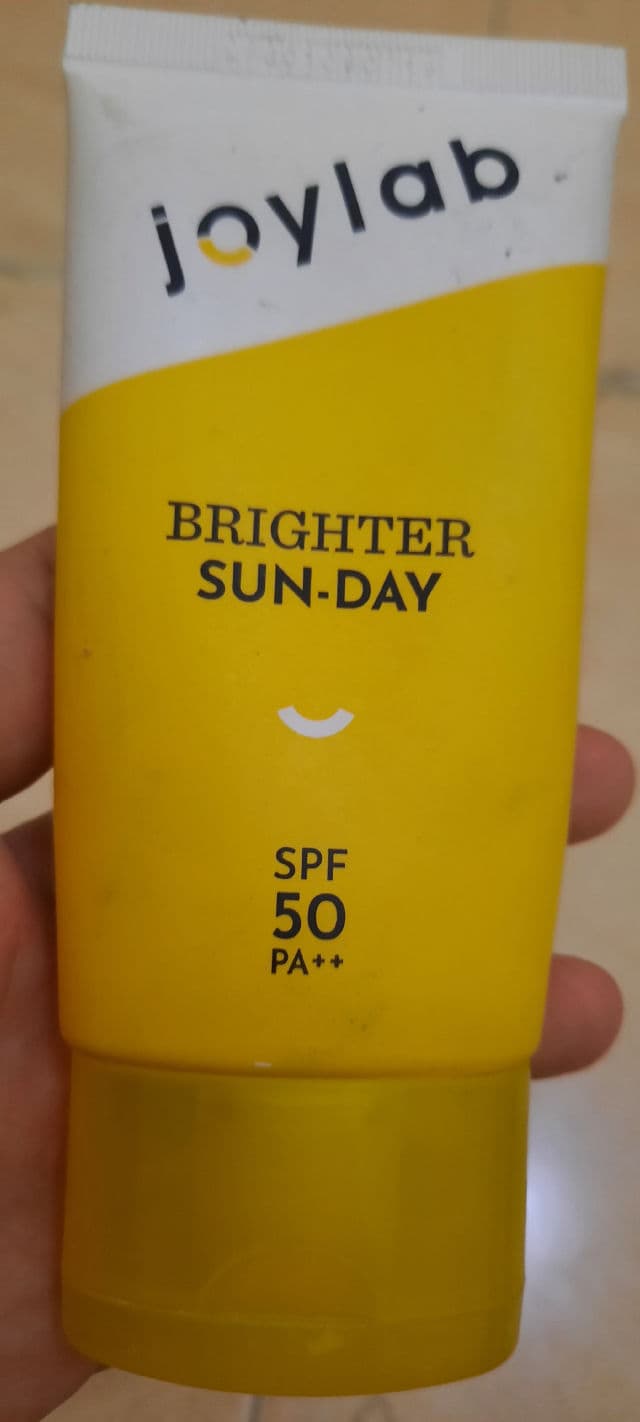 joylab
BRIGHTER
SUN-DAY
SPF
50
PA++